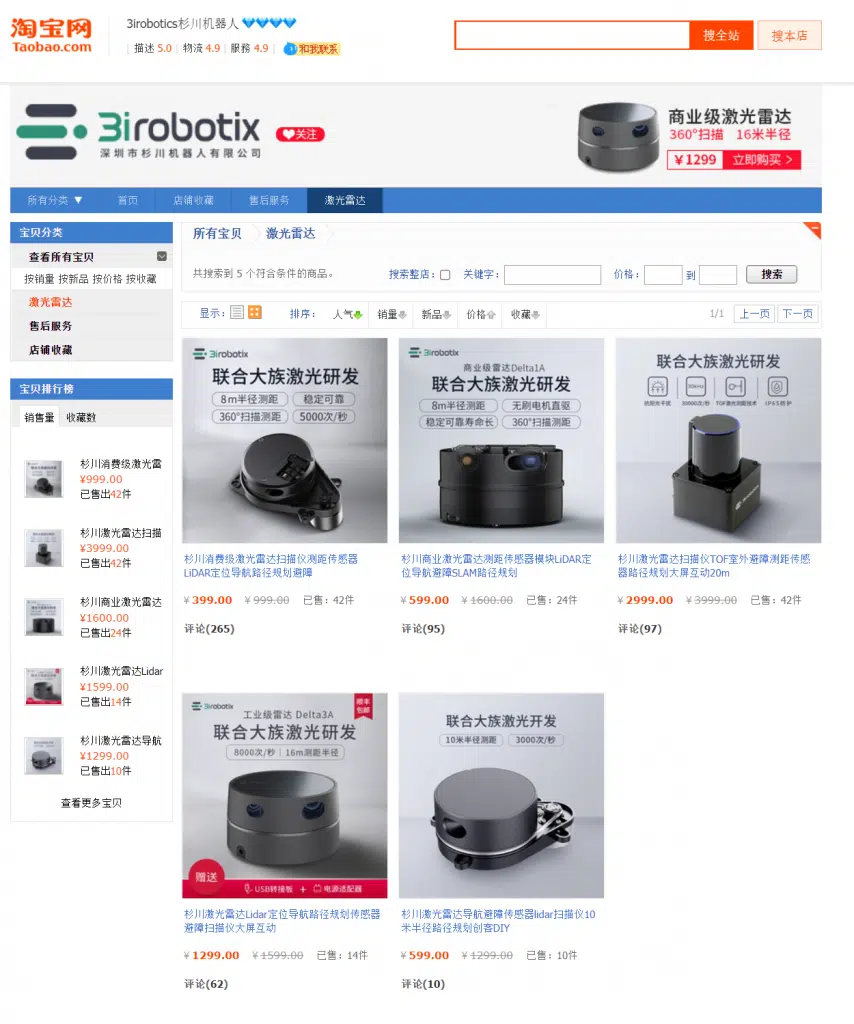 淘宝网
Taobao.com
3irobotics杉川机器人
描述 5.0 物流 4.9 服務 4.9 和我联系
搜全站 搜本店
3irobotix
深圳市杉川机器人有限公司
关注
商业级激光雷达
360°扫描 16米半径
¥1299 立即购买 >
所有分类 ▼ 首页 店铺收藏 售后服务 激光雷达
宝贝分类
查看所有宝贝
按销量 按新品 按价格 按收藏
激光雷达
售后服务
店铺收藏
宝贝排行榜
销售量 收藏数
杉川消费级激光雷
¥999.00
已售出42件
杉川激光雷达扫描
¥3999.00
已售出42件
杉川商业激光雷达
¥1600.00
已售出24件
杉川激光雷达Lidar
¥1599.00
已售出14件
杉川激光雷达导航
¥1299.00
已售出10件
查看更多宝贝
所有宝贝 激光雷达
共搜索到 5 个符合条件的商品。 搜索整店: 关键字: 价格: 到 搜索
显示: 排序: 人气 销量 新品 价格 收藏 1/1 上一页 下一页
3irobotix
联合大族激光研发
8m半径测距 稳定可靠
360°扫描测距 5000次/秒
杉川消费级激光雷达扫描仪测距传感器
LiDAR定位导航路径规划避障
¥ 399.00 ¥ 999.00 已售:42件
评论(265)
3irobotix
商业级雷达Delta1A
联合大族激光研发
8m半径测距 无刷电机直驱
稳定可靠寿命长 360°扫描测距
杉川商业激光雷达测距传感器模块LiDAR定
位导航避障SLAM路径规划
¥ 599.00 ¥ 1600.00 已售:24件
评论(95)
联合大族激光研发
杉川激光雷达扫描仪TOF室外避障测距传感
器路径规划大屏互动20m
¥ 2999.00 ¥ 3999.00 已售:42件
评论(97)
3irobotix
顺丰
包邮
工业级雷达 Delta3A
联合大族激光研发
8000次/秒 16m测距半径
赠送
USB转接板 + 电源适配器
杉川激光雷达Lidar定位导航路径规划传感器
避障扫描仪大屏互动
¥ 1299.00 ¥ 1599.00 已售:14件
评论(62)
联合大族激光开发
10米半径测距 3000次/秒
杉川激光雷达导航避障传感器lidar扫描仪10
米半径路径规划创客DIY
¥ 599.00 ¥ 1299.00 已售:10件
评论(10)